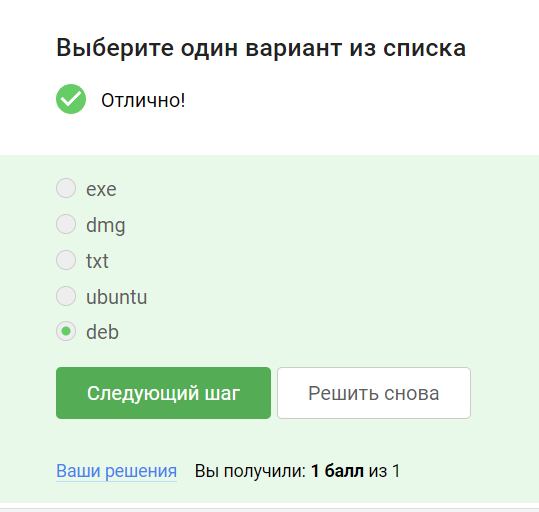 Выберите один вариант из списка
Отлично!
exe
dmg
txt
ubuntu
deb
Следующий шаг Решить снова
Ваши решения Вы получили: 1 балл из 1